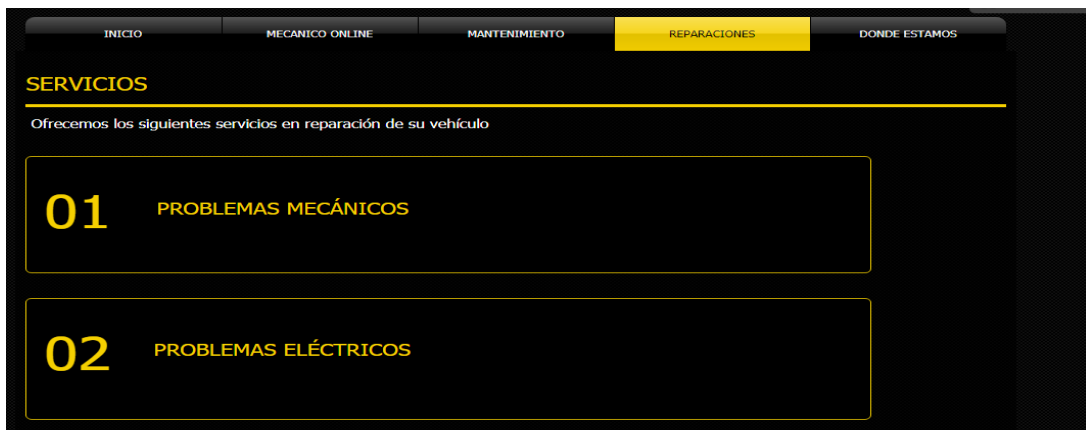 INICIO MECANICO ONLINE MANTENIMIENTO REPARACIONES DONDE ESTAMOS
SERVICIOS
Ofrecemos los siguientes servicios en reparación de su vehículo
01 PROBLEMAS MECÁNICOS
02 PROBLEMAS ELÉCTRICOS